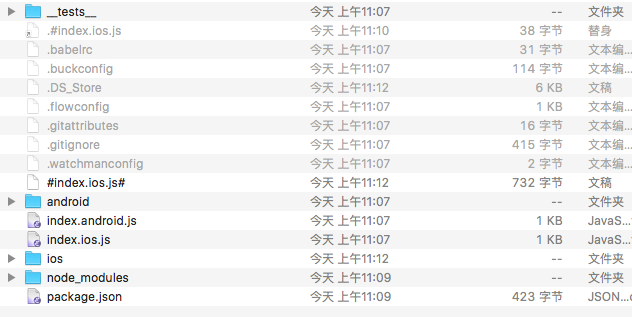 __tests__ 今天 上午11:07 -- 文件夹
.#index.ios.js 今天 上午11:10 38 字节 替身
.babelrc 今天 上午11:07 31 字节 文本编...
.buckconfig 今天 上午11:07 114 字节 文本编...
.DS_Store 今天 上午11:12 6 KB 文稿
.flowconfig 今天 上午11:07 1 KB 文本编...
.gitattributes 今天 上午11:07 16 字节 文本编...
.gitignore 今天 上午11:07 415 字节 文本编...
.watchmanconfig 今天 上午11:07 2 字节 文本编...
#index.ios.js# 今天 上午11:12 732 字节 文稿
android 今天 上午11:07 -- 文件夹
index.android.js 今天 上午11:07 1 KB JavaS...
index.ios.js 今天 上午11:07 1 KB JavaS...
ios 今天 上午11:12 -- 文件夹
node_modules 今天 上午11:09 -- 文件夹
package.json 今天 上午11:09 423 字节 JSON...